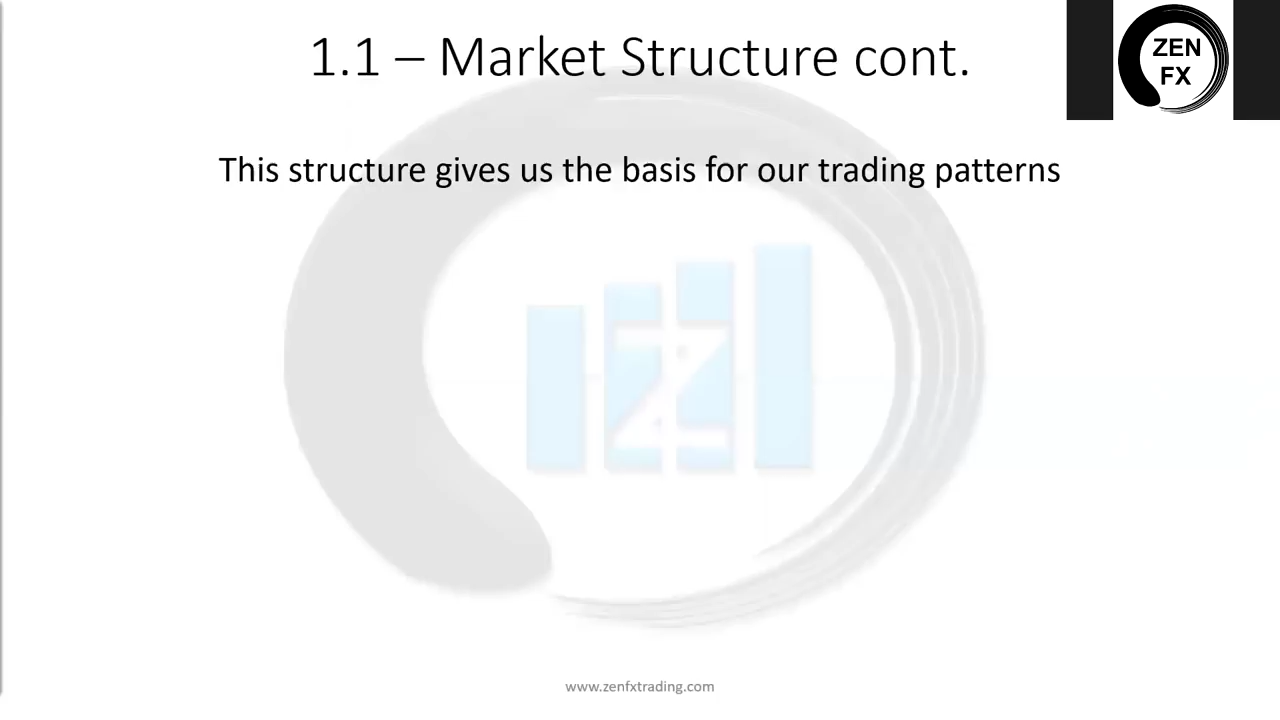 1.1 – Market Structure cont.
ZEN
FX
This structure gives us the basis for our trading patterns
Z
www.zenfxtrading.com